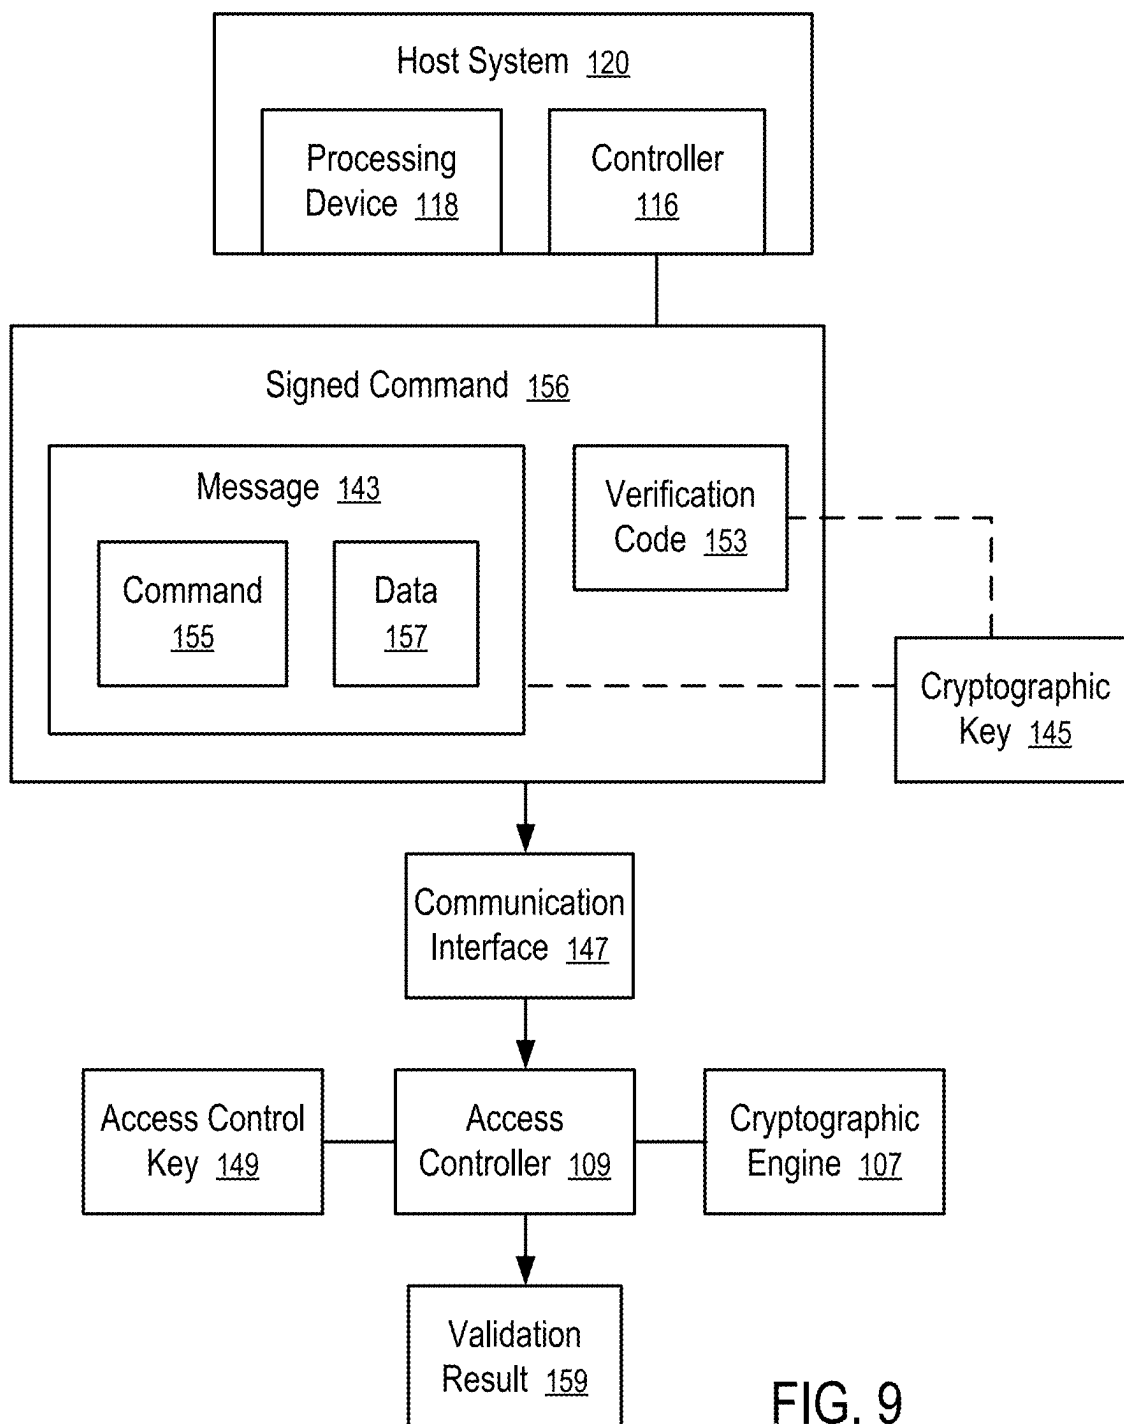 Host System 120
Processing
Device 118
Controller
116
Signed Command 156
Message 143
Command
155
Data
157
Verification
Code 153
Cryptographic
Key 145
Communication
Interface 147
Access Control
Key 149
Access
Controller 109
Cryptographic
Engine 107
Validation
Result 159
FIG. 9